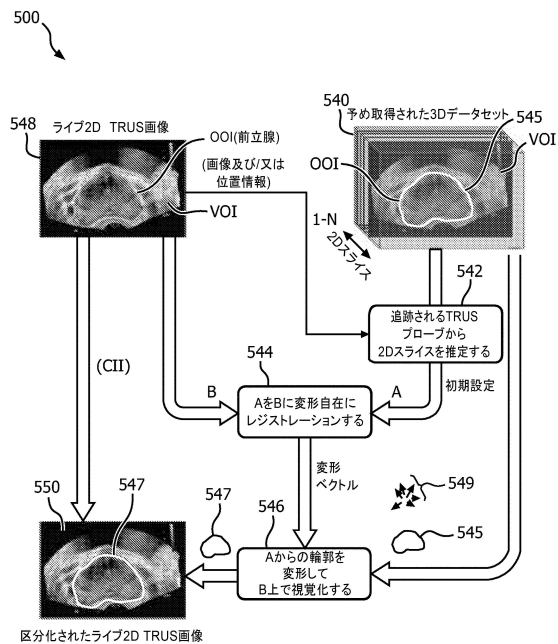 500
548
ライブ2D TRUS画像
OOI(前立腺)
(画像及び/又は
位置情報)
VOI
540
予め取得された3Dデータセット
545
VOI
OOI
1-N
2Dスライス
542
追跡されるTRUS
プローブから
2Dスライスを推定する
(CII)
544
B
AをBに変形自在に
レジストレーションする
A
初期設定
変形
ベクトル
549
550
547
547
546
545
Aからの輪郭を
変形して
B上で視覚化する
区分化されたライブ2D TRUS画像